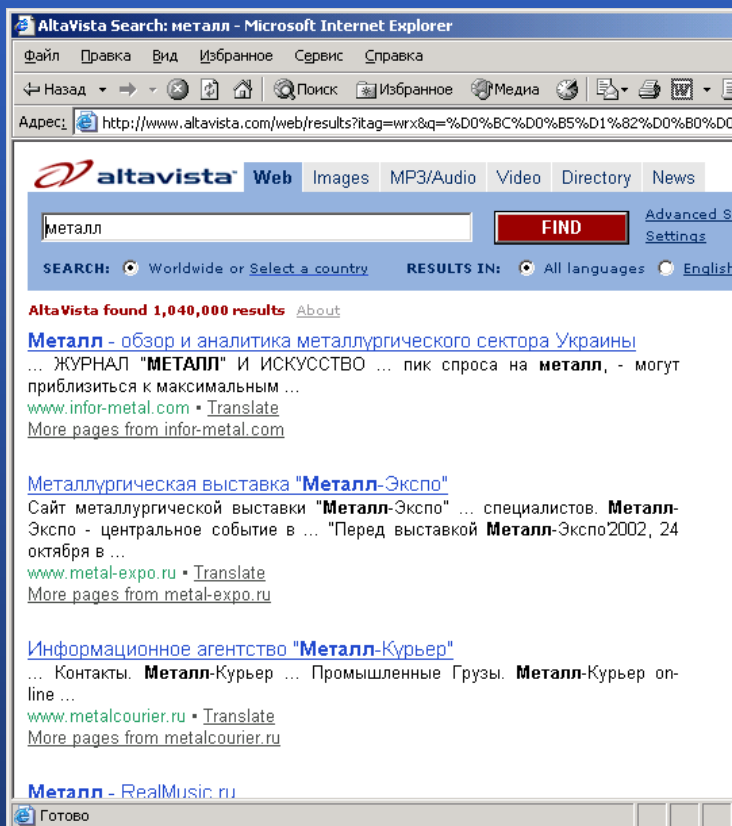 AltaVista Search: металл - Microsoft Internet Explorer
Файл Правка Вид Избранное Сервис Справка
Назад Поиск Избранное Медиа
Адрес: http://www.altavista.com/web/results?itag=wrx&q=%D0%BC%D0%B5%D1%82%D0%B0%D0
altavista Web Images MP3/Audio Video Directory News
металл FIND Advanced S
Settings
SEARCH: Worldwide or Select a country RESULTS IN: All languages English
AltaVista found 1,040,000 results About
Металл - обзор и аналитика металлургического сектора Украины
... ЖУРНАЛ "МЕТАЛЛ" И ИСКУССТВО ... пик спроса на металл, - могут
приблизиться к максимальным ...
www.infor-metal.com • Translate
More pages from infor-metal.com
Металлургическая выставка "Металл-Экспо"
Сайт металлургической выставки "Металл-Экспо" ... специалистов. Металл-
Экспо - центральное событие в ... "Перед выставкой Металл-Экспо'2002, 24
октября в ...
www.metal-expo.ru • Translate
More pages from metal-expo.ru
Информационное агентство "Металл-Курьер"
... Контакты. Металл-Курьер ... Промышленные Грузы. Металл-Курьер on-
line ...
www.metalcourier.ru • Translate
More pages from metalcourier.ru
Металл - RealMusic.ru
Готово